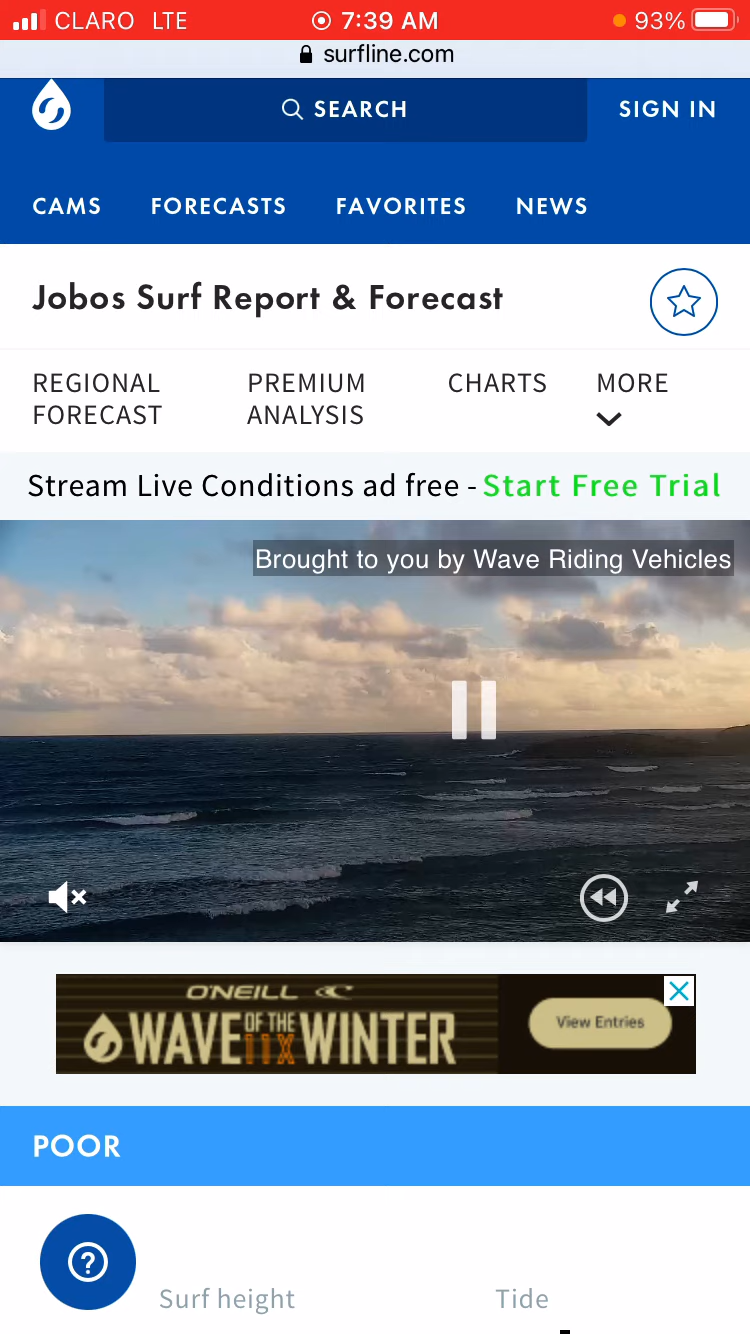 CLARO LTE 7:39 AM 93%
surfline.com
SEARCH SIGN IN
CAMS FORECASTS FAVORITES NEWS
Jobos Surf Report & Forecast
REGIONAL FORECAST PREMIUM ANALYSIS CHARTS MORE
Stream Live Conditions ad free - Start Free Trial
Brought to you by Wave Riding Vehicles
O'NEILL
WAVE OF THE 11X WINTER
View Entries
POOR
?
Surf height Tide